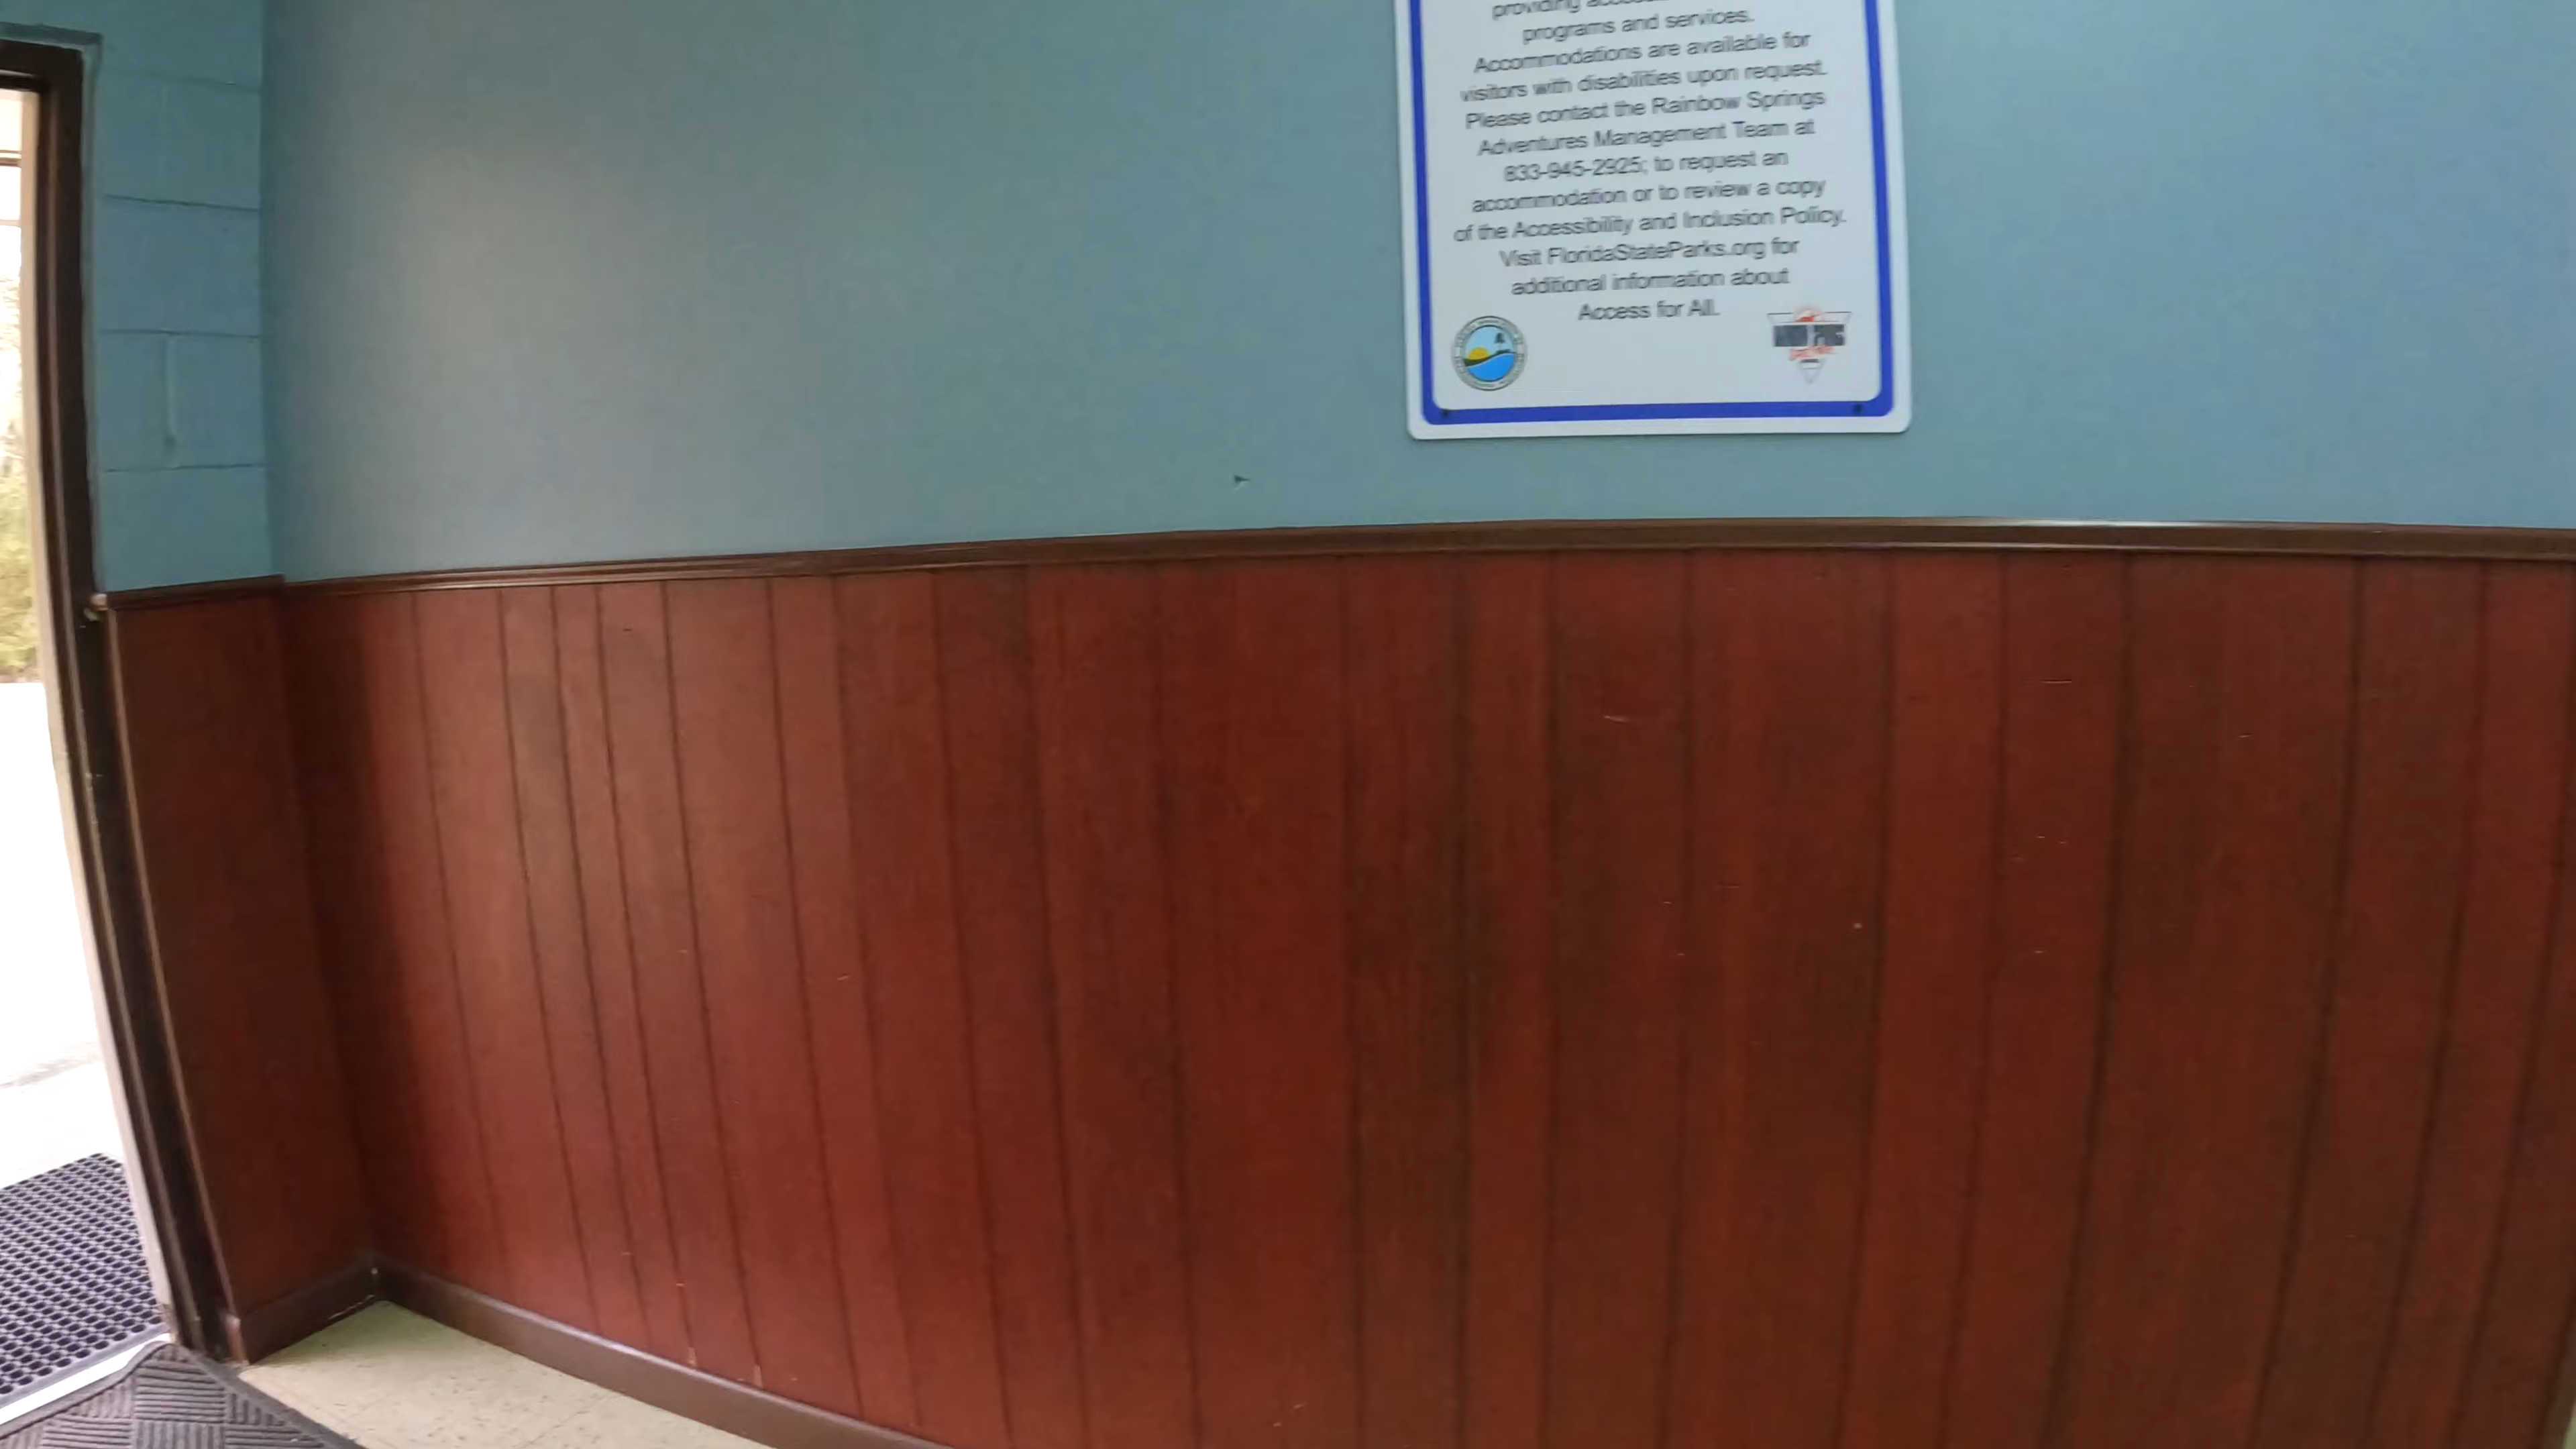 providing
programs and services.
Accommodations are available for
visitors with disabilities upon request.
Please contact the Rainbow Springs
Adventures Management Team at
833-945-2925; to request an
accommodation or to review a copy
of the Accessibility and Inclusion Policy.
Visit FloridaStateParks.org for
additional information about
Access for All.